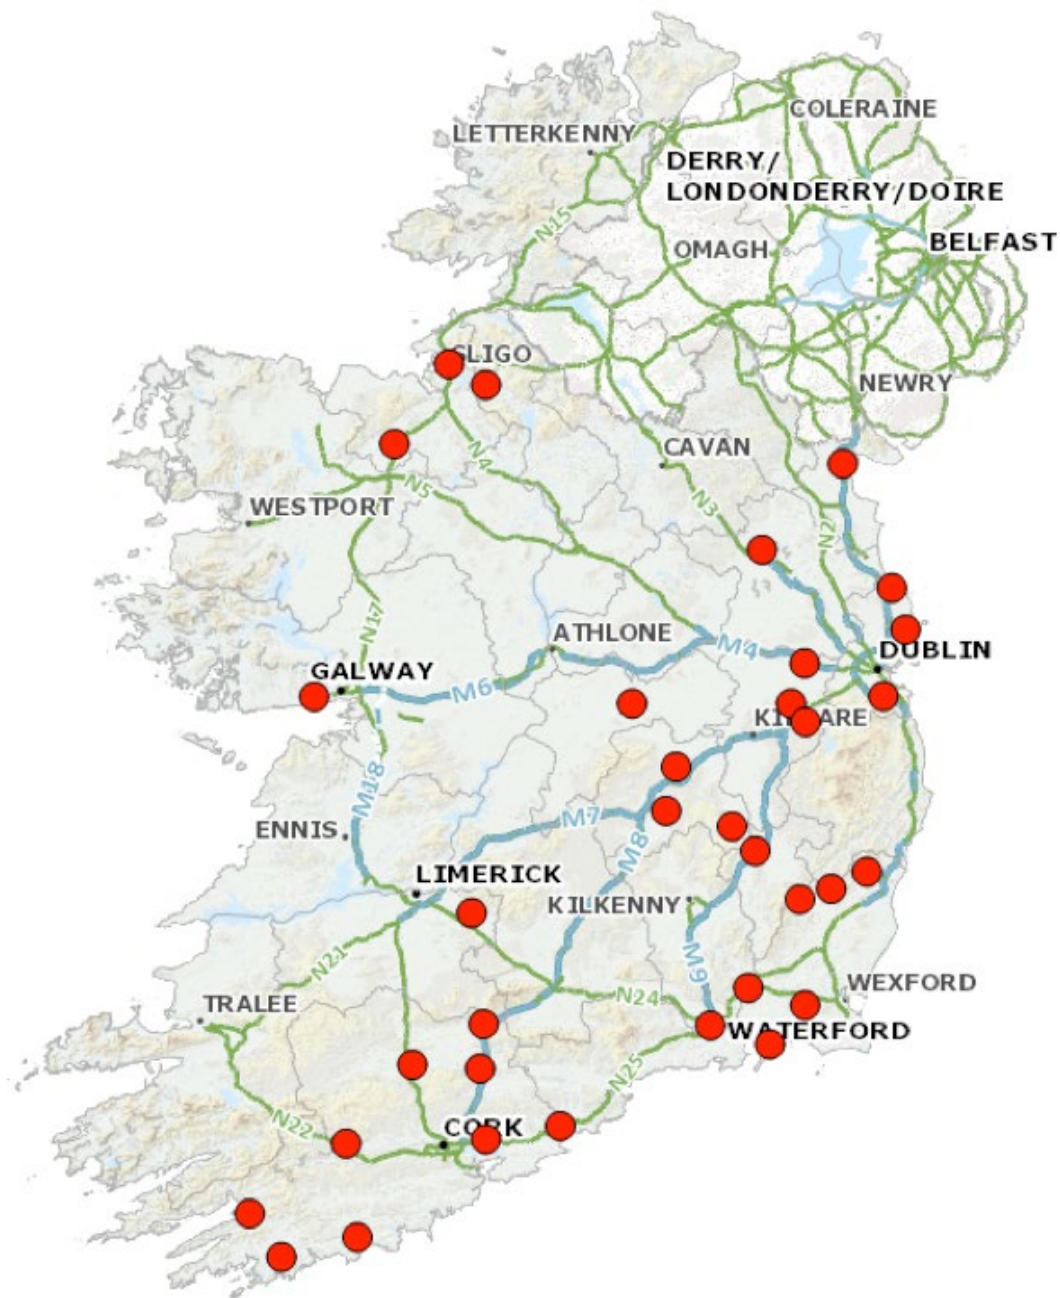 COLERAINE
LETTERKENNY
DERRY/
LONDONDERRY/DOIRE
N15
OMAGH
BELFAST
SLIGO
NEWRY
N4
CAVAN
N5
WESTPORT
N3
N2
N17
ATHLONE
M4
DUBLIN
GALWAY
M6
M18
ENNIS
M7
M8
LIMERICK
KILKENNY
N21
M9
TRALEE
N24
WEXFORD
WATERFORD
N25
N22
CORK